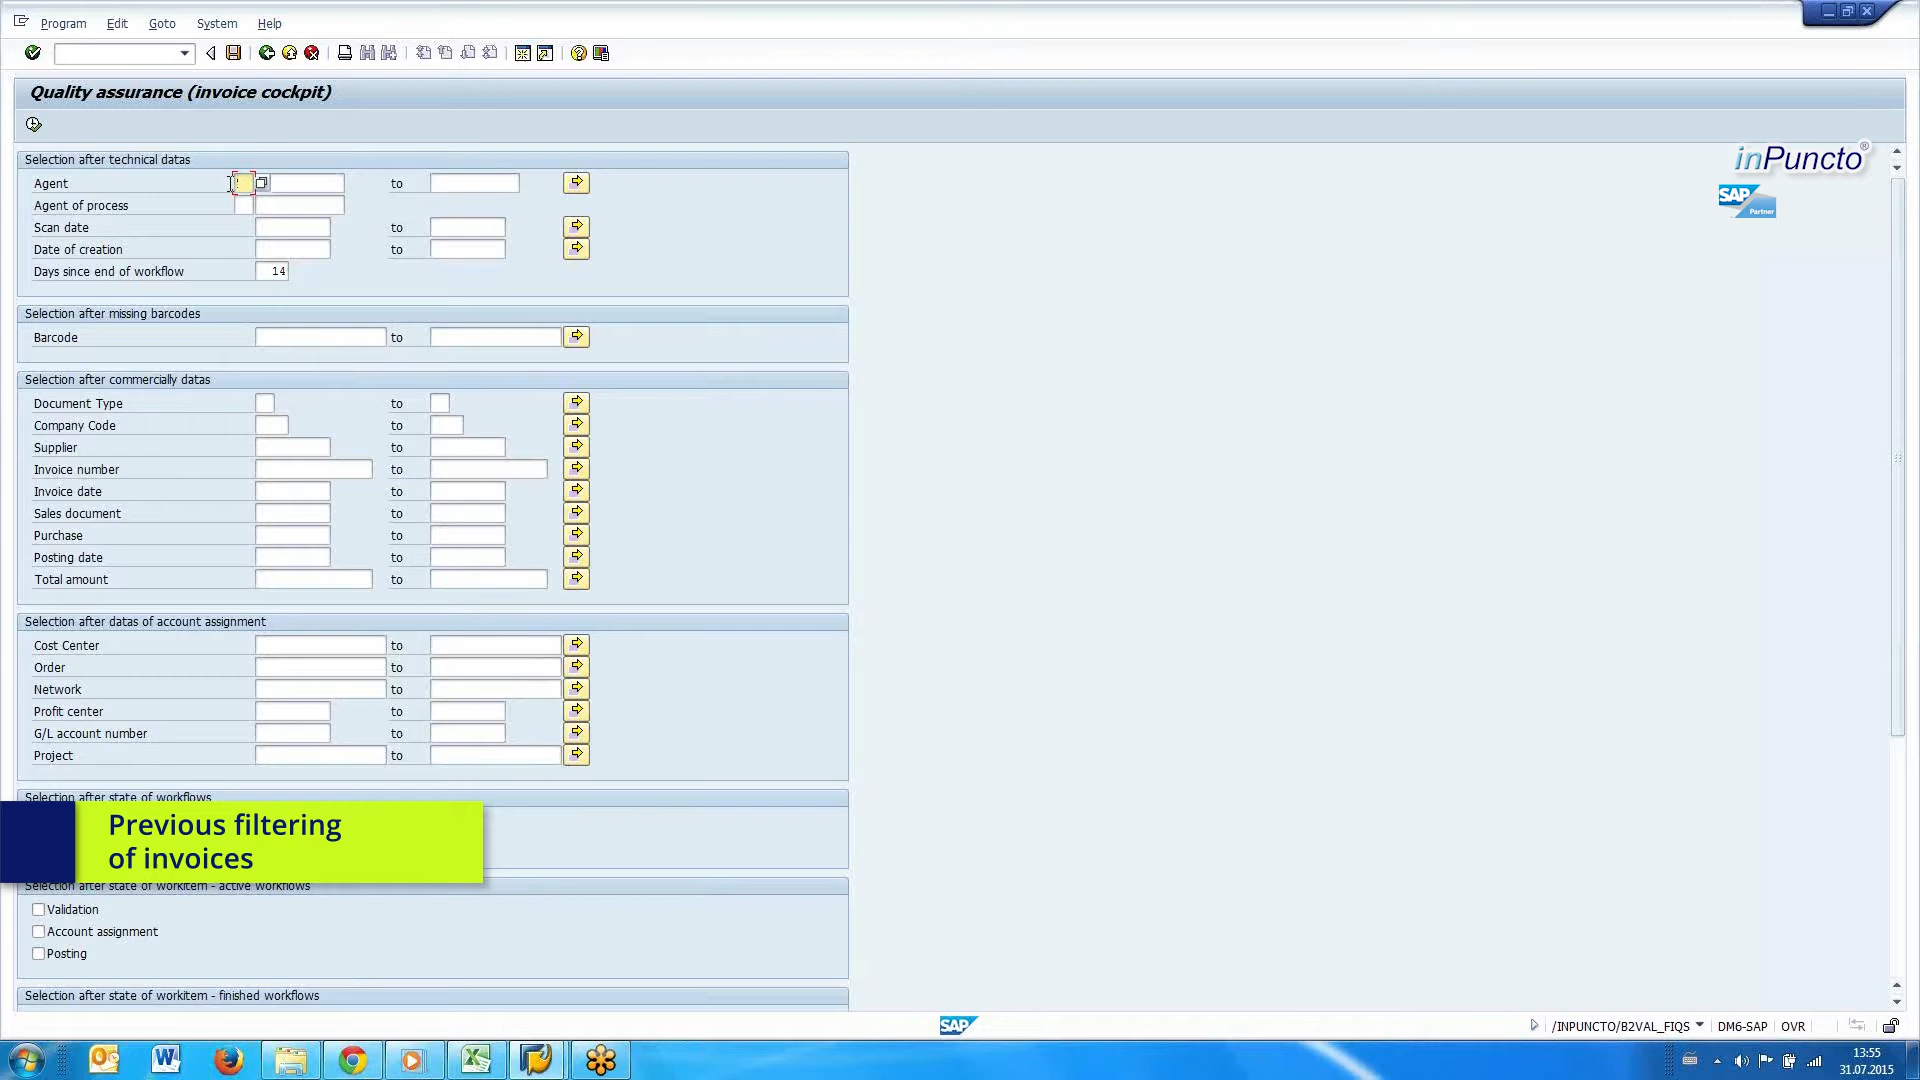 Program Edit Goto System Help
Quality assurance (invoice cockpit)
inPuncto®
SAP Partner
Selection after technical datas
Agent to
Agent of process
Scan date to
Date of creation to
Days since end of workflow 14
Selection after missing barcodes
Barcode to
Selection after commercially datas
Document Type to
Company Code to
Supplier to
Invoice number to
Invoice date to
Sales document to
Purchase to
Posting date to
Total amount to
Selection after datas of account assignment
Cost Center to
Order to
Network to
Profit center to
G/L account number to
Project to
Selection after state of workflows
Previous filtering
of invoices
Selection after state of workitem - active workflows
Validation
Account assignment
Posting
Selection after state of workitem - finished workflows
SAP
/INPUNCTO/B2VAL_FIQS DM6-SAP OVR
13:55
31.07.2015